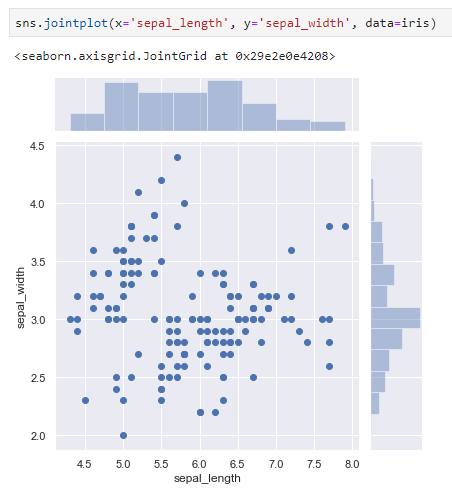 sns.jointplot(x='sepal_length', y='sepal_width', data=iris)
<seaborn.axisgrid.JointGrid at 0x29e2e0e4208>
4.5
4.0
3.5
3.0
2.5
2.0
sepal_width
4.5 5.0 5.5 6.0 6.5 7.0 7.5 8.0
sepal_length